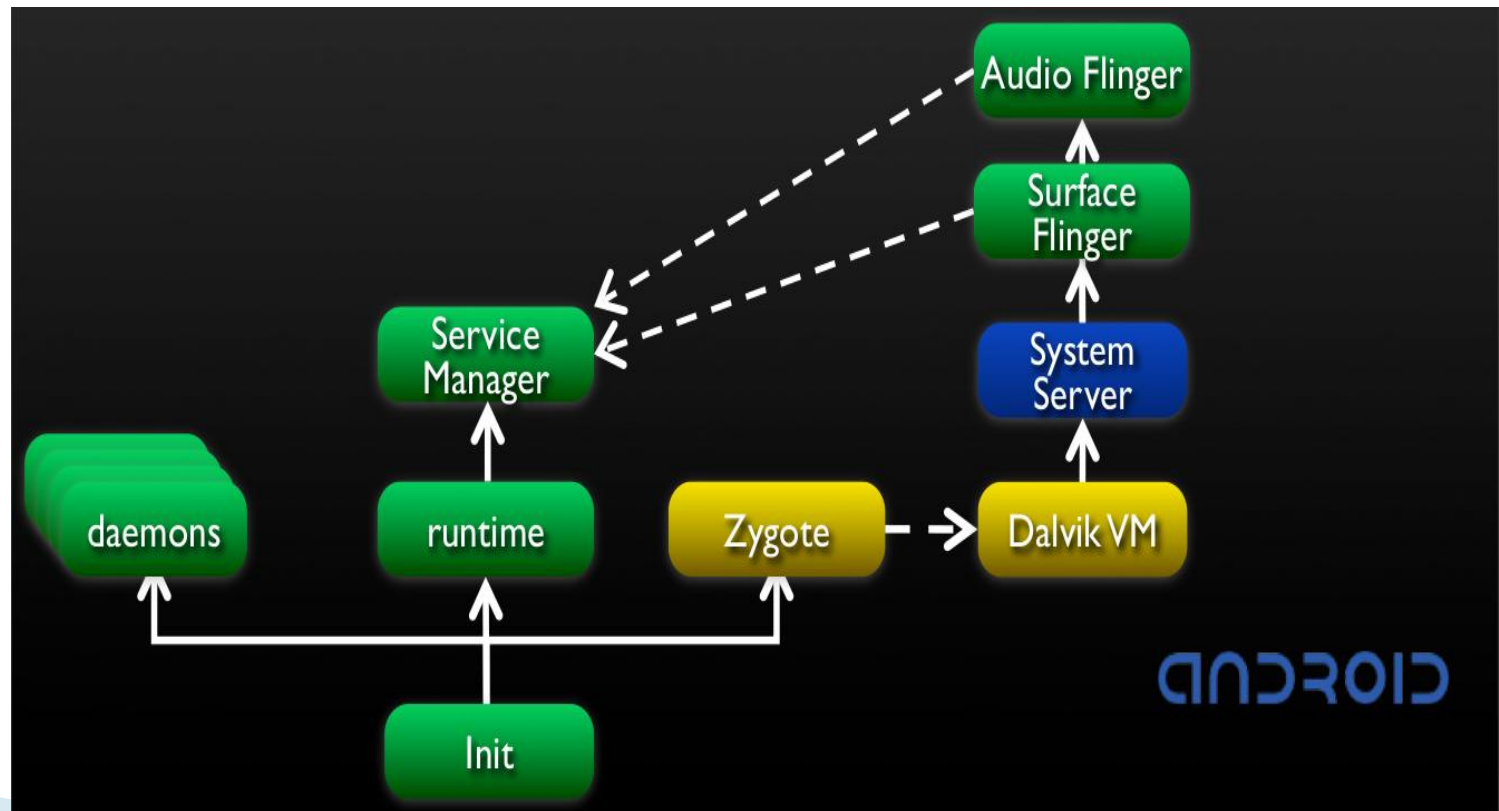 Audio Flinger
Surface
Flinger
Service
Manager
System
Server
daemons
runtime
Zygote
Dalvik VM
ANDROID
Init